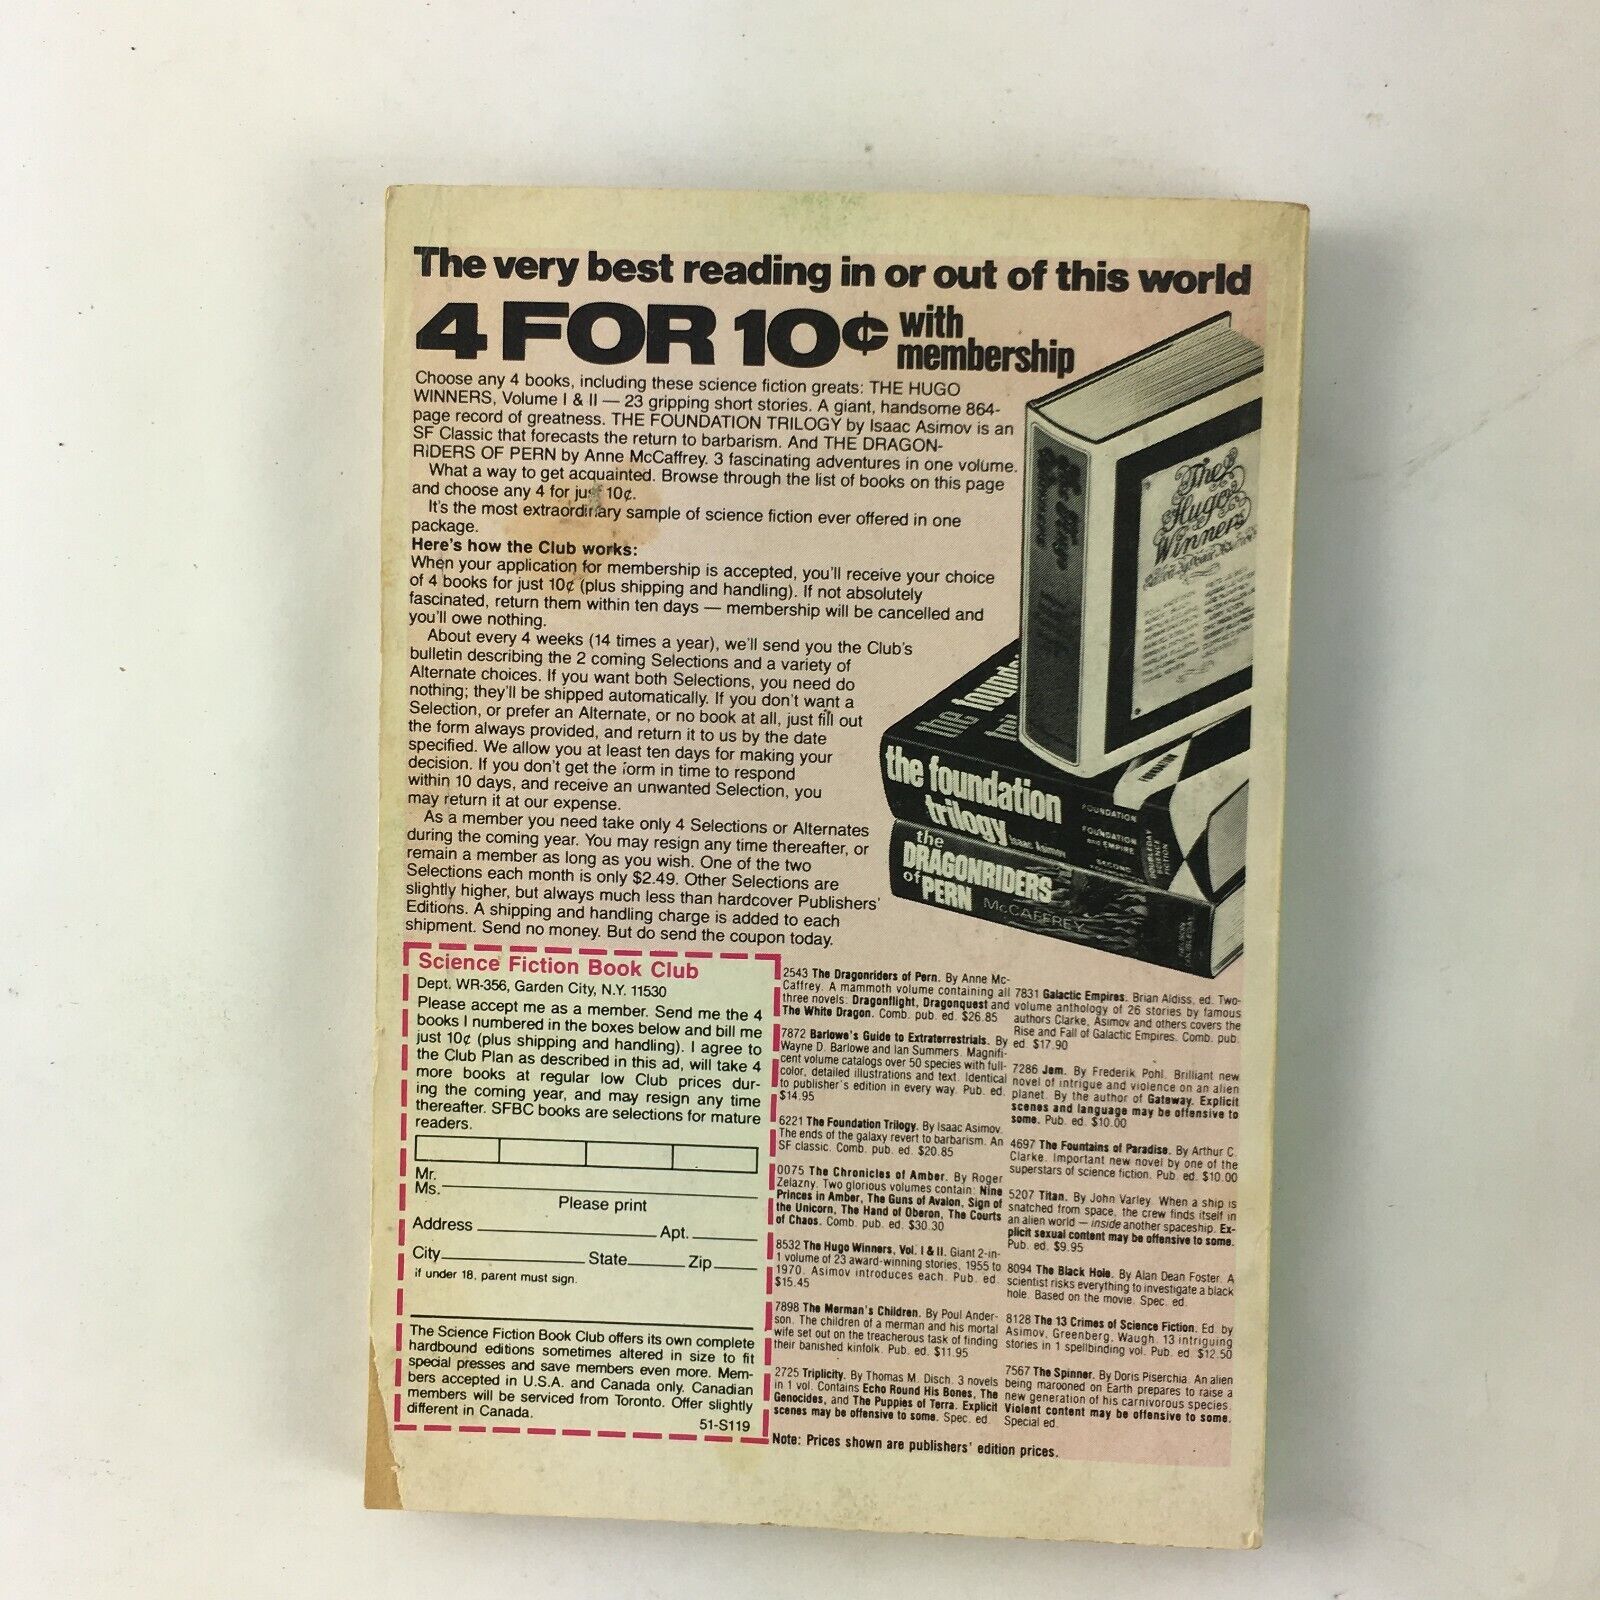 The very best reading in or out of this world
4 FOR 10¢ with
membership
Choose any 4 books, including these science fiction greats: THE HUGO
WINNERS, Volume I & II — 23 gripping short stories. A giant, handsome 864-
page record of greatness. THE FOUNDATION TRILOGY by Isaac Asimov is an
SF Classic that forecasts the return to barbarism. And THE DRAGON-
RIDERS OF PERN by Anne McCaffrey. 3 fascinating adventures in one volume.
What a way to get acquainted. Browse through the list of books on this page
and choose any 4 for just 10¢.
It's the most extraordinary sample of science fiction ever offered in one
package.
Here's how the Club works:
When your application for membership is accepted, you'll receive your choice
of 4 books for just 10¢ (plus shipping and handling). If not absolutely
fascinated, return them within ten days — membership will be cancelled and
you'll owe nothing.
About every 4 weeks (14 times a year), we'll send you the Club's
bulletin describing the 2 coming Selections and a variety of
Alternate choices. If you want both Selections, you need do
nothing; they'll be shipped automatically. If you don't want a
Selection, or prefer an Alternate, or no book at all, just fill out
the form always provided, and return it to us by the date
specified. We allow you at least ten days for making your
decision. If you don't get the form in time to respond
within 10 days, and receive an unwanted Selection, you
may return it at our expense.
As a member you need take only 4 Selections or Alternates
during the coming year. You may resign any time thereafter, or
remain a member as long as you wish. One of the two
Selections each month is only $2.49. Other Selections are
slightly higher, but always much less than hardcover Publishers'
Editions. A shipping and handling charge is added to each
shipment. Send no money. But do send the coupon today.
The
Hugo
Winners
the foundation
trilogy
Isaac Asimov
FOUNDATION
FOUNDATION
and EMPIRE
SECOND
DOUBLEDAY
SCIENCE
FICTION
the
DRAGONRIDERS
of PERN
McCAFFREY
Science Fiction Book Club
Dept. WR-356, Garden City, N.Y. 11530
Please accept me as a member. Send me the 4
books I numbered in the boxes below and bill me
just 10¢ (plus shipping and handling). I agree to
the Club Plan as described in this ad, will take 4
more books at regular low Club prices dur-
ing the coming year, and may resign any time
thereafter. SFBC books are selections for mature
readers.
Mr.
Ms.
Please print
Address Apt.
City State Zip
If under 18, parent must sign.
The Science Fiction Book Club offers its own complete
hardbound editions sometimes altered in size to fit
special presses and save members even more. Mem-
bers accepted in U.S.A. and Canada only. Canadian
members will be serviced from Toronto. Offer slightly
different in Canada.
51-S119
2543 The Dragonriders of Pern. By Anne Mc-
Caffrey. A mammoth volume containing all
three novels: Dragonflight, Dragonquest and
The White Dragon. Comb. pub. ed. $26.85
7872 Barlowe's Guide to Extraterrestrials. By
Wayne D. Barlowe and Ian Summers. Magnifi-
cent volume catalogs over 50 species with full-
color, detailed illustrations and text. Identical
to publisher's edition in every way. Pub. ed.
$14.95
6221 The Foundation Trilogy. By Isaac Asimov.
The ends of the galaxy revert to barbarism. An
SF classic. Comb. pub. ed. $20.85
0075 The Chronicles of Amber. By Roger
Zelazny. Two glorious volumes contain: Nine
Princes in Amber, The Guns of Avalon, Sign of
the Unicorn, The Hand of Oberon, The Courts
of Chaos. Comb. pub. ed. $30.30
8532 The Hugo Winners, Vol. I & II. Giant 2-in-
1 volume of 23 award-winning stories, 1955 to
1970. Asimov introduces each. Pub. ed.
$15.45
7898 The Merman's Children. By Poul Ander-
son. The children of a merman and his mortal
wife set out on the treacherous task of finding
their banished kinfolk. Pub. ed. $11.95
2725 Triplicity. By Thomas M. Disch. 3 novels
in 1 vol. Contains Echo Round His Bones, The
Genocides, and The Puppies of Terra. Explicit
scenes may be offensive to some. Spec. ed.
7831 Galactic Empires. Brian Aldiss, ed. Two-
volume anthology of 26 stories by famous
authors Clarke, Asimov and others covers the
Rise and Fall of Galactic Empires. Comb. pub.
ed. $17.90
7286 Jem. By Frederik Pohl. Brilliant new
novel of intrigue and violence on an alien
planet. By the author of Gateway. Explicit
scenes and language may be offensive to
some. Pub. ed. $10.00
4697 The Fountains of Paradise. By Arthur C.
Clarke. Important new novel by one of the
superstars of science fiction. Pub. ed. $10.00
5207 Titan. By John Varley. When a ship is
snatched from space, the crew finds itself in
an alien world — inside another spaceship. Ex-
plicit sexual content may be offensive to some.
Pub. ed. $9.95
8094 The Black Hole. By Alan Dean Foster. A
scientist risks everything to investigate a black
hole. Based on the movie. Spec. ed.
8128 The 13 Crimes of Science Fiction. Ed. by
Asimov, Greenberg, Waugh. 13 intriguing
stories in 1 spellbinding vol. Pub. ed. $12.50
7567 The Spinner. By Doris Piserchia. An alien
being marooned on Earth prepares to raise a
new generation of his carnivorous species.
Violent content may be offensive to some.
Special ed.
Note: Prices shown are publishers' edition prices.